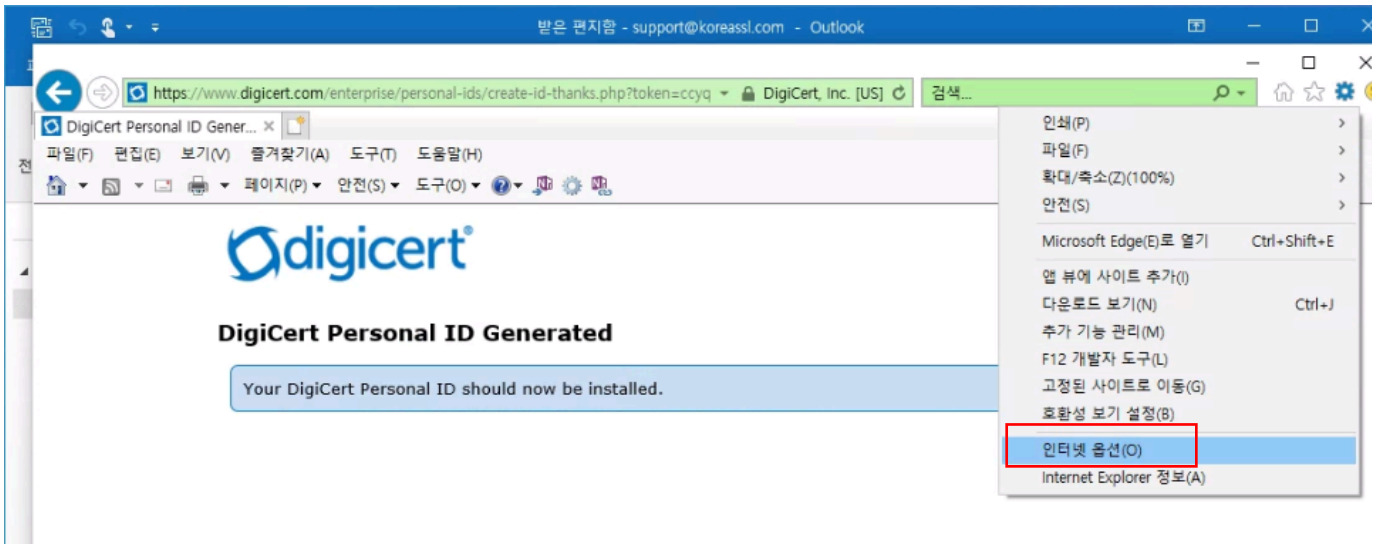 받은 편지함 - support@koreassl.com - Outlook
https://www.digicert.com/enterprise/personal-ids/create-id-thanks.php?token=ccyq DigiCert, Inc. [US] 검색...
DigiCert Personal ID Gener...
파일(F) 편집(E) 보기(V) 즐겨찾기(A) 도구(T) 도움말(H)
페이지(P) 안전(S) 도구(O)
전
digicert
DigiCert Personal ID Generated
Your DigiCert Personal ID should now be installed.
인쇄(P)
파일(F)
확대/축소(Z)(100%)
안전(S)
Microsoft Edge(E)로 열기 Ctrl+Shift+E
앱 뷰에 사이트 추가(I)
다운로드 보기(N) Ctrl+J
추가 기능 관리(M)
F12 개발자 도구(L)
고정된 사이트로 이동(G)
호환성 보기 설정(B)
인터넷 옵션(O)
Internet Explorer 정보(A)